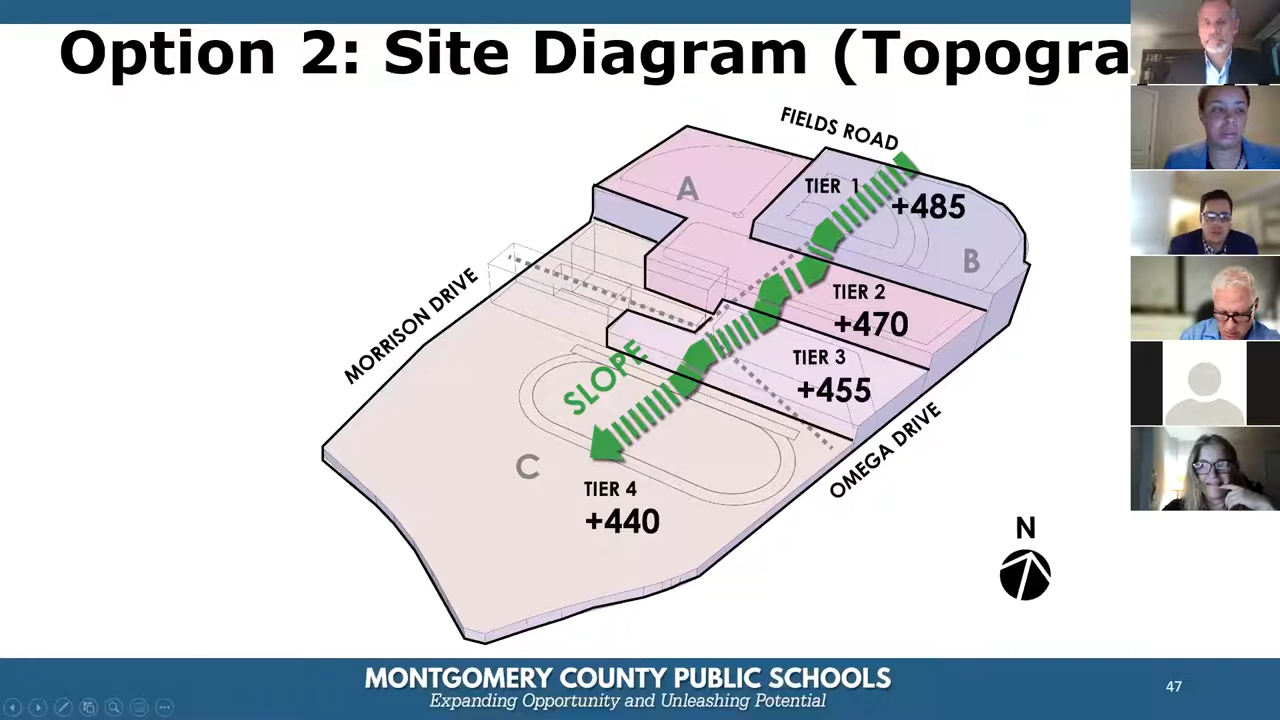 Option 2: Site Diagram (Topogra
FIELDS ROAD
A
TIER 1
+485
B
TIER 2
+470
MORRISON DRIVE
TIER 3
+455
SLOPE
OMEGA DRIVE
C
TIER 4
+440
N
MONTGOMERY COUNTY PUBLIC SCHOOLS
Expanding Opportunity and Unleashing Potential
47